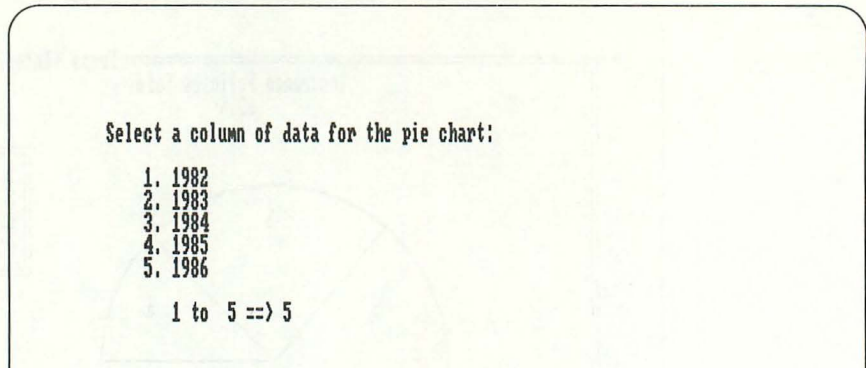 Select a column of data for the pie chart:
1. 1982
2. 1983
3. 1984
4. 1985
5. 1986
1 to 5 ==> 5